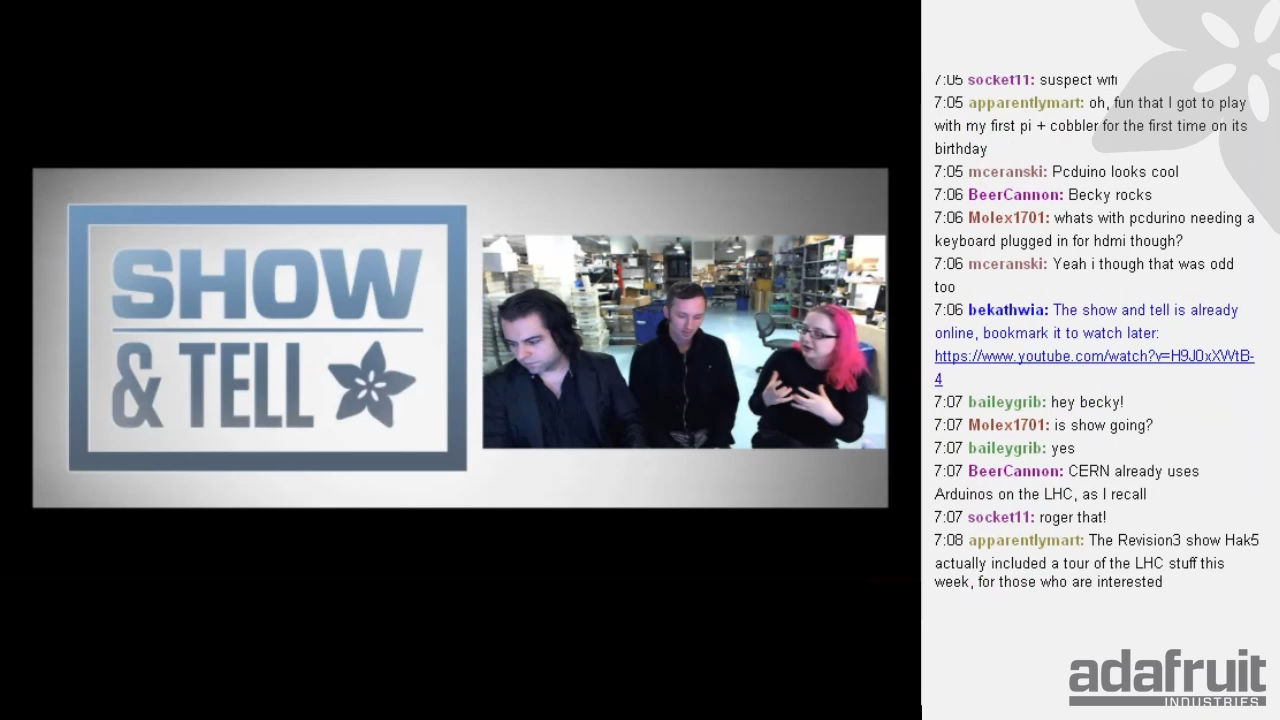 SHOW
& TELL
7:05 socket11: suspect wifi
7:05 apparentlymart: oh, fun that I got to play
with my first pi + cobbler for the first time on its
birthday
7:05 mceranski: Pcduino looks cool
7:06 BeerCannon: Becky rocks
7:06 Molex1701: whats with pcdurino needing a
keyboard plugged in for hdmi though?
7:06 mceranski: Yeah i though that was odd
too
7:06 bekathwia: The show and tell is already
online, bookmark it to watch later:
https://www.youtube.com/watch?v=H9J0xXWtB-
4
7:07 baileygrib: hey becky!
7:07 Molex1701: is show going?
7:07 baileygrib: yes
7:07 BeerCannon: CERN already uses
Arduinos on the LHC, as I recall
7:07 socket11: roger that!
7:08 apparentlymart: The Revision3 show Hak5
actually included a tour of the LHC stuff this
week, for those who are interested
adafruit
INDUSTRIES